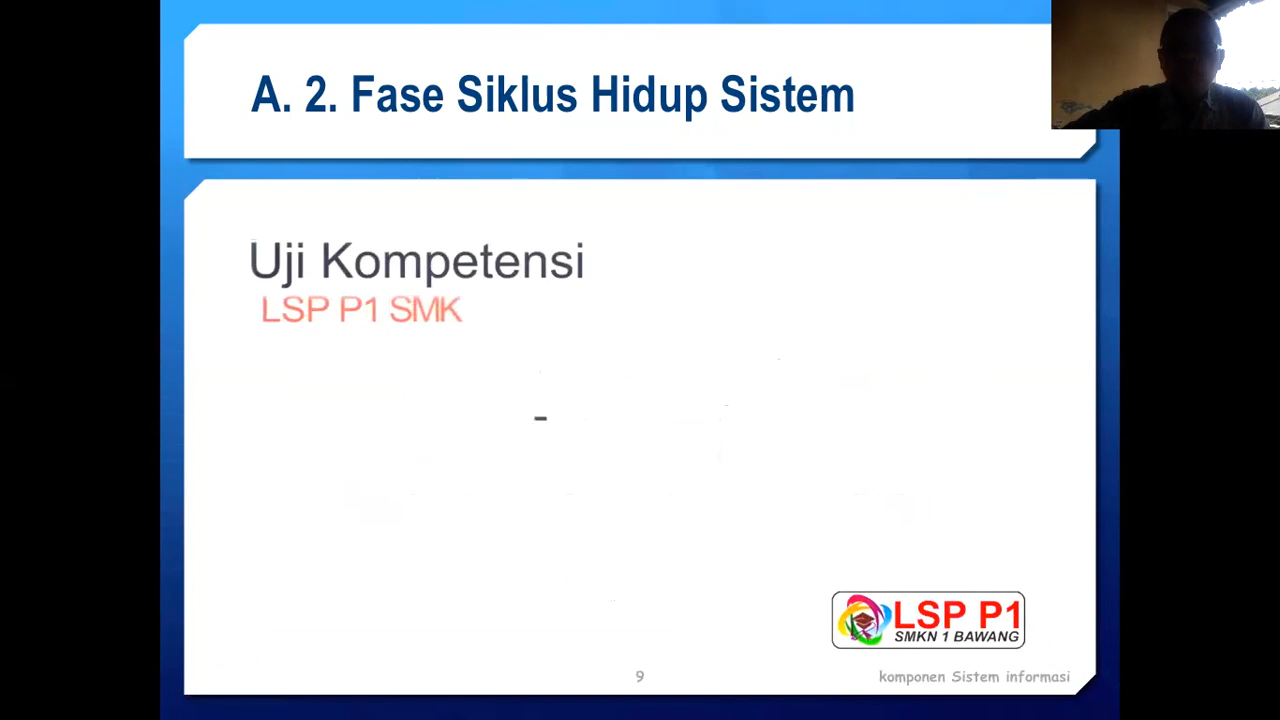 A. 2. Fase Siklus Hidup Sistem
Uji Kompetensi
LSP P1 SMK
-
LSP P1
SMKN 1 BAWANG
9
komponen Sistem informasi